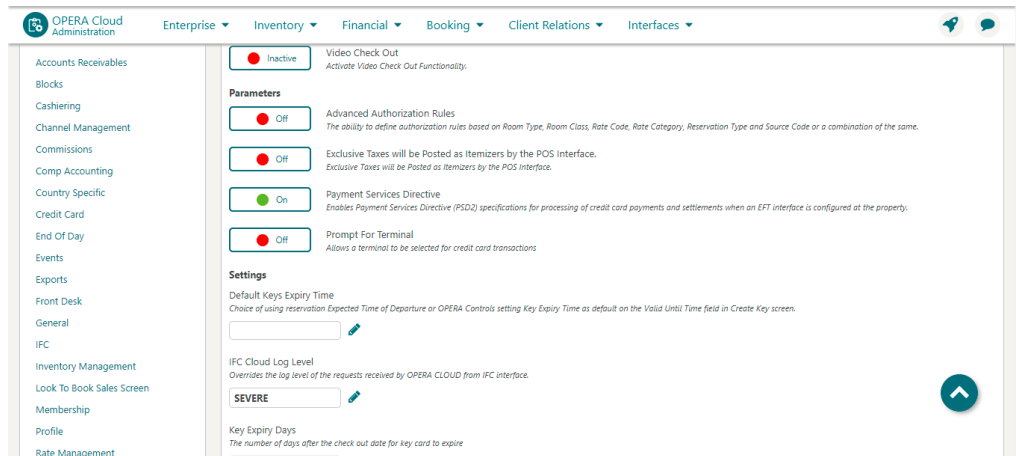 OPERA Cloud
Administration
Enterprise
Inventory
Financial
Booking
Client Relations
Interfaces
Accounts Receivables
Blocks
Cashiering
Channel Management
Commissions
Comp Accounting
Country Specific
Credit Card
End Of Day
Events
Exports
Front Desk
General
IFC
Inventory Management
Look To Book Sales Screen
Membership
Profile
Rate Management
Inactive
Video Check Out
Activate Video Check Out Functionality.
Parameters
Off
Advanced Authorization Rules
The ability to define authorization rules based on Room Type, Room Class, Rate Code, Rate Category, Reservation Type and Source Code or a combination of the same.
Off
Exclusive Taxes will be Posted as Itemizers by the POS Interface.
Exclusive Taxes will be Posted as Itemizers by the POS Interface.
On
Payment Services Directive
Enables Payment Services Directive (PSD2) specifications for processing of credit card payments and settlements when an EFT interface is configured at the property.
Off
Prompt For Terminal
Allows a terminal to be selected for credit card transactions
Settings
Default Keys Expiry Time
Choice of using reservation Expected Time of Departure or OPERA Controls setting Key Expiry Time as default on the Valid Until Time field in Create Key screen.
IFC Cloud Log Level
Overrides the log level of the requests received by OPERA CLOUD from IFC interface.
SEVERE
Key Expiry Days
The number of days after the check out date for key card to expire